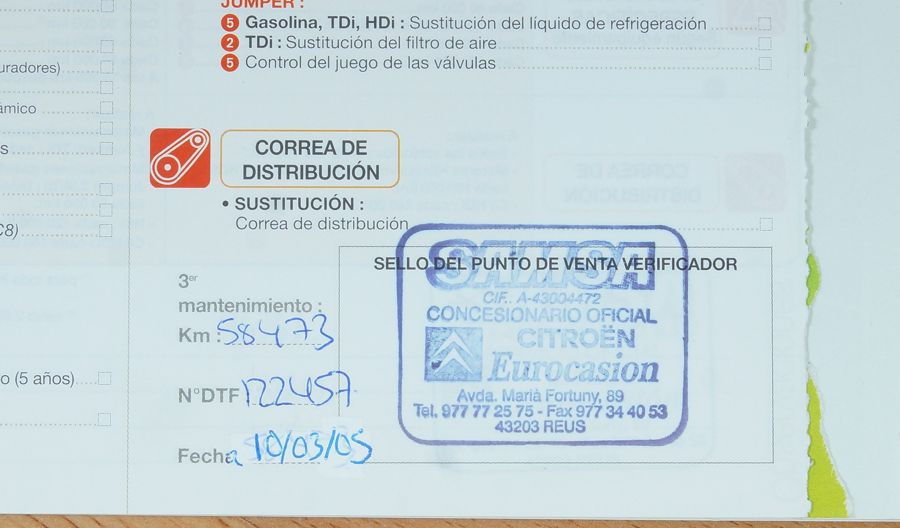 JUMPER :
5 Gasolina, TDi, HDi : Sustitución del líquido de refrigeración
2 TDi : Sustitución del filtro de aire
5 Control del juego de las válvulas
uradores)
ámico
s
C8)
o (5 años)
CORREA DE
DISTRIBUCIÓN
• SUSTITUCIÓN :
Correa de distribución
SELLO DEL PUNTO DE VENTA VERIFICADOR
3er
mantenimiento :
Km : 58473
NºDTF 122457
Fecha 10/03/05
SAMSA
CIF. A-43004472
CONCESIONARIO OFICIAL
CITROËN
Eurocasion
Avda. Marià Fortuny, 89
Tel. 977 77 25 75 - Fax 977 34 40 53
43203 REUS